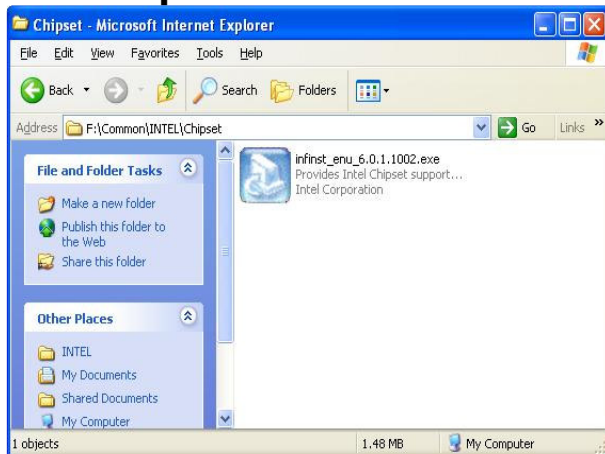 Chipset - Microsoft Internet Explorer
File Edit View Favorites Tools Help
Back Search Folders
Address F:\Common\INTEL\Chipset Go Links »
File and Folder Tasks
Make a new folder
Publish this folder to
the Web
Share this folder
Other Places
INTEL
My Documents
Shared Documents
My Computer
infinst_enu_6.0.1.1002.exe
Provides Intel Chipset support...
Intel Corporation
1 objects 1.48 MB My Computer